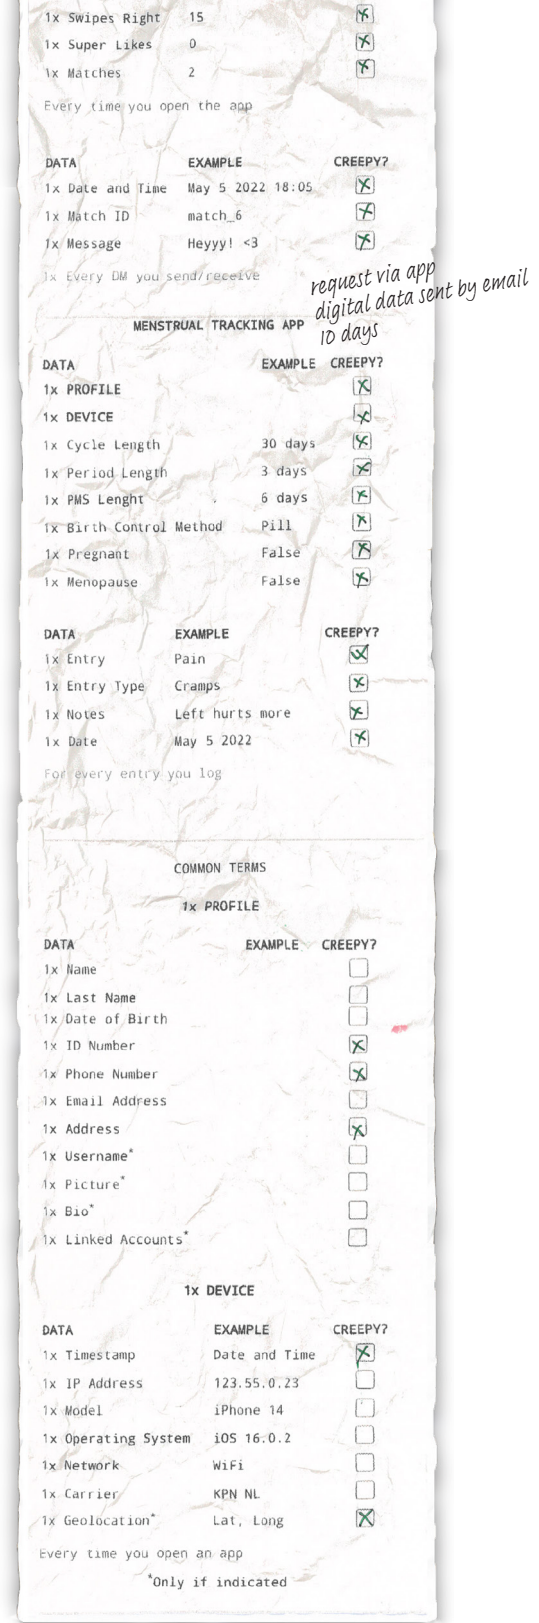 1x Swipes Right 15
1x Super Likes 0
1x Matches 2
Every time you open the app
DATA EXAMPLE CREEPY?
1x Date and Time May 5 2022 18:05
1x Match ID match_6
1x Message Heyyy! <3
1x Every DM you send/receive
request via app
digital data sent by email
10 days
MENSTRUAL TRACKING APP
DATA EXAMPLE CREEPY?
1x PROFILE
1x DEVICE
1x Cycle Length 30 days
1x Period Length 3 days
1x PMS Lenght 6 days
1x Birth Control Method Pill
1x Pregnant False
1x Menopause False
DATA EXAMPLE CREEPY?
1x Entry Pain
1x Entry Type Cramps
1x Notes Left hurts more
1x Date May 5 2022
For every entry you log
COMMON TERMS
1x PROFILE
DATA EXAMPLE CREEPY?
1x Name
1x Last Name
1x Date of Birth
1x ID Number
1x Phone Number
1x Email Address
1x Address
1x Username*
1x Picture*
1x Bio*
1x Linked Accounts*
1x DEVICE
DATA EXAMPLE CREEPY?
1x Timestamp Date and Time
1x IP Address 123.55.0.23
1x Model iPhone 14
1x Operating System iOS 16.0.2
1x Network WiFi
1x Carrier KPN NL
1x Geolocation* Lat, Long
Every time you open an app
*Only if indicated